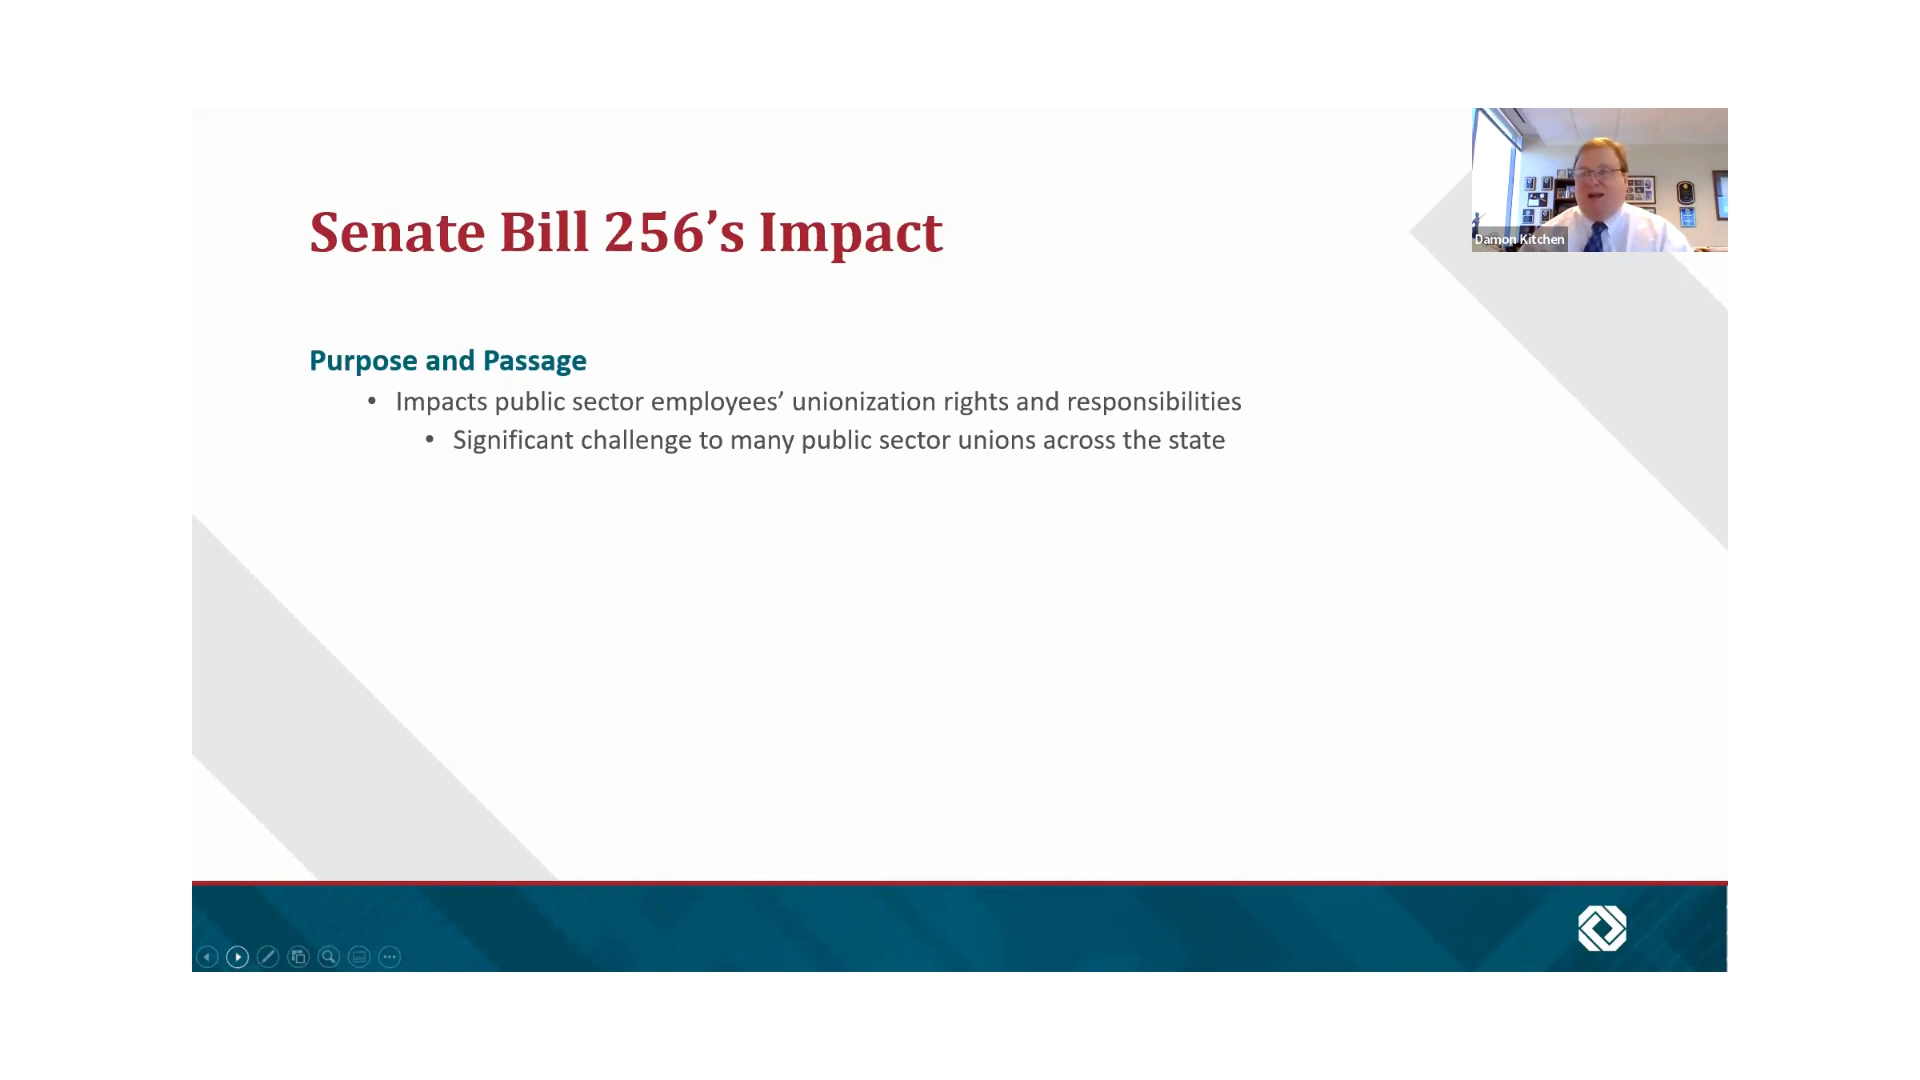 Senate Bill 256’s Impact
Damon Kitchen
Purpose and Passage
• Impacts public sector employees’ unionization rights and responsibilities
• Significant challenge to many public sector unions across the state